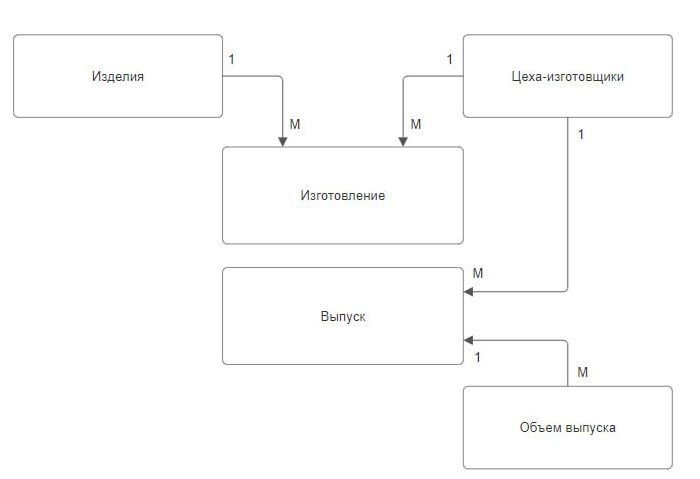 Изделия
1
1
Цеха-изготовщики
М
М
1
Изготовление
М
Выпуск
1
М
Объем выпуска